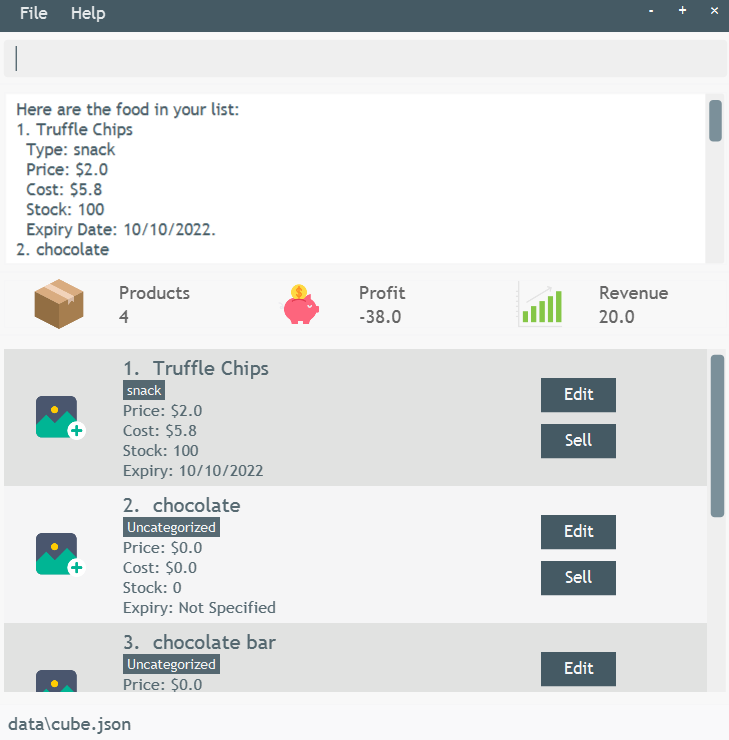 File Help - + ×
Here are the food in your list:
1. Truffle Chips
Type: snack
Price: $2.0
Cost: $5.8
Stock: 100
Expiry Date: 10/10/2022.
2. chocolate
Products
4
Profit
-38.0
Revenue
20.0
1. Truffle Chips
snack
Price: $2.0
Cost: $5.8
Stock: 100
Expiry: 10/10/2022
Edit
Sell
2. chocolate
Uncategorized
Price: $0.0
Cost: $0.0
Stock: 0
Expiry: Not Specified
Edit
Sell
3. chocolate bar
Uncategorized
Price: $0.0
Edit
data\cube.json